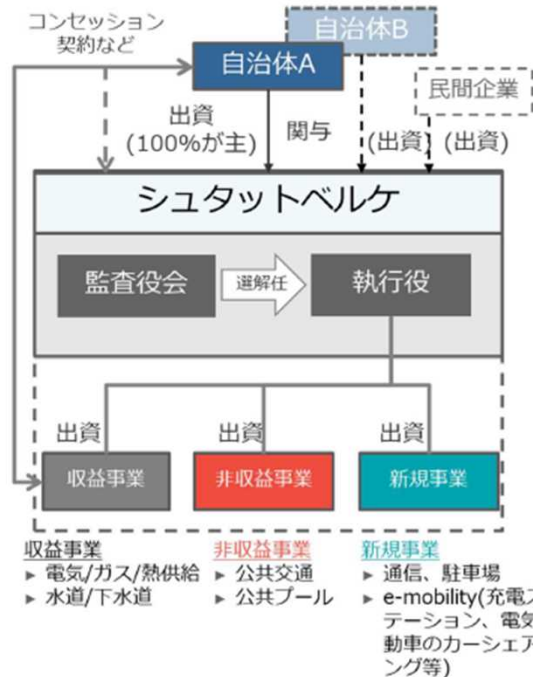 コンセッション
契約など
自治体B
自治体A
民間企業
出資
(100%が主)
関与
(出資)
(出資)
シュタットベルケ
監査役会
選解任
執行役
出資
出資
出資
収益事業
非収益事業
新規事業
収益事業
▶ 電気/ガス/熱供給
▶ 水道/下水道
非収益事業
▶ 公共交通
▶ 公共プール
新規事業
▶ 通信、駐車場
▶ e-mobility(充電ス
テーション、電気
動車のカーシェア
ング等)